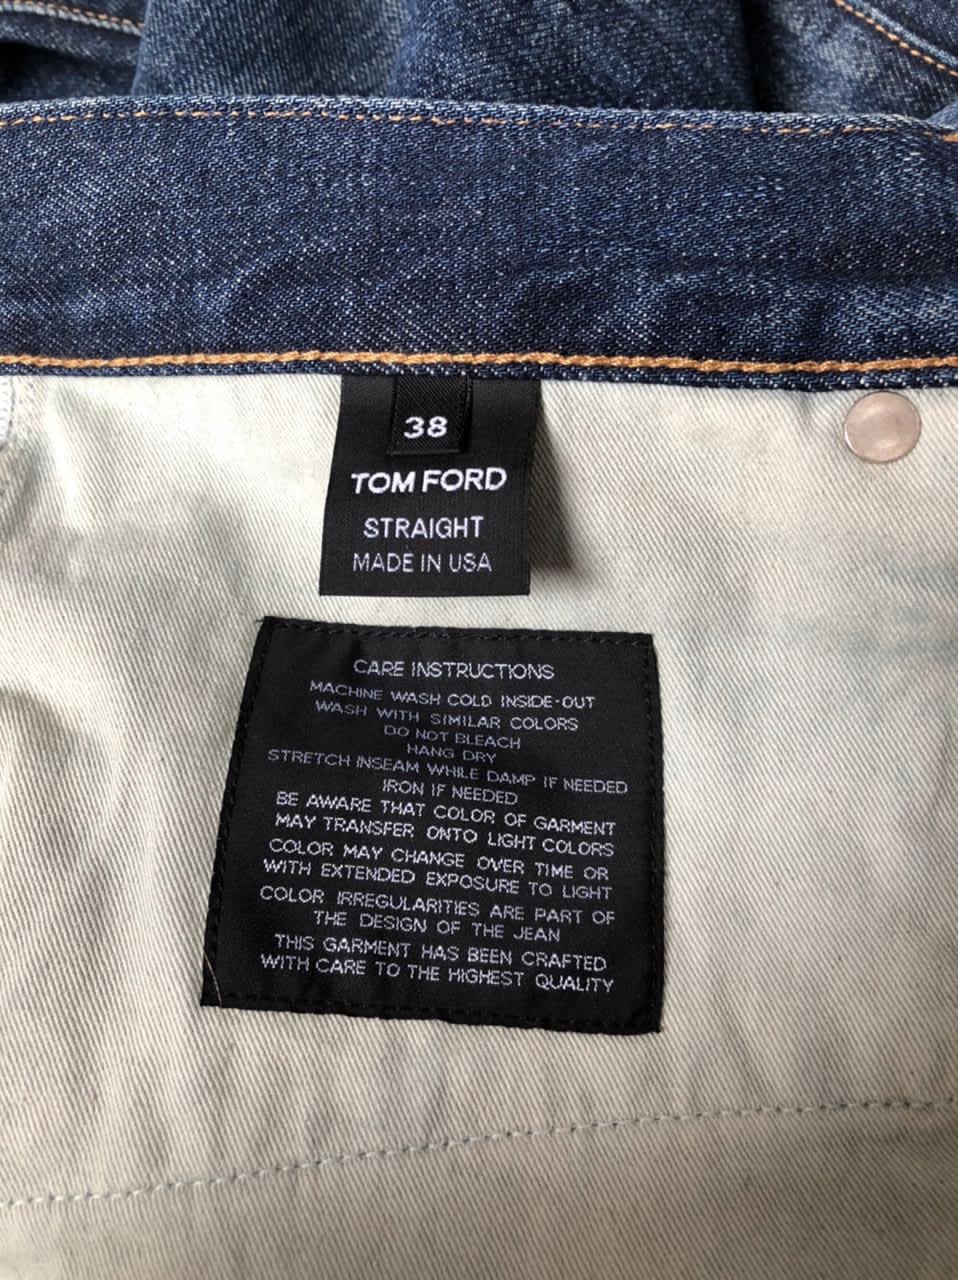 38
TOM FORD
STRAIGHT
MADE IN USA
CARE INSTRUCTIONS
MACHINE WASH COLD INSIDE-OUT
WASH WITH SIMILAR COLORS
DO NOT BLEACH
HANG DRY
STRETCH INSEAM WHILE DAMP IF NEEDED
IRON IF NEEDED
BE AWARE THAT COLOR OF GARMENT
MAY TRANSFER ONTO LIGHT COLORS
COLOR MAY CHANGE OVER TIME OR
WITH EXTENDED EXPOSURE TO LIGHT
COLOR IRREGULARITIES ARE PART OF
THE DESIGN OF THE JEAN
THIS GARMENT HAS BEEN CRAFTED
WITH CARE TO THE HIGHEST QUALITY